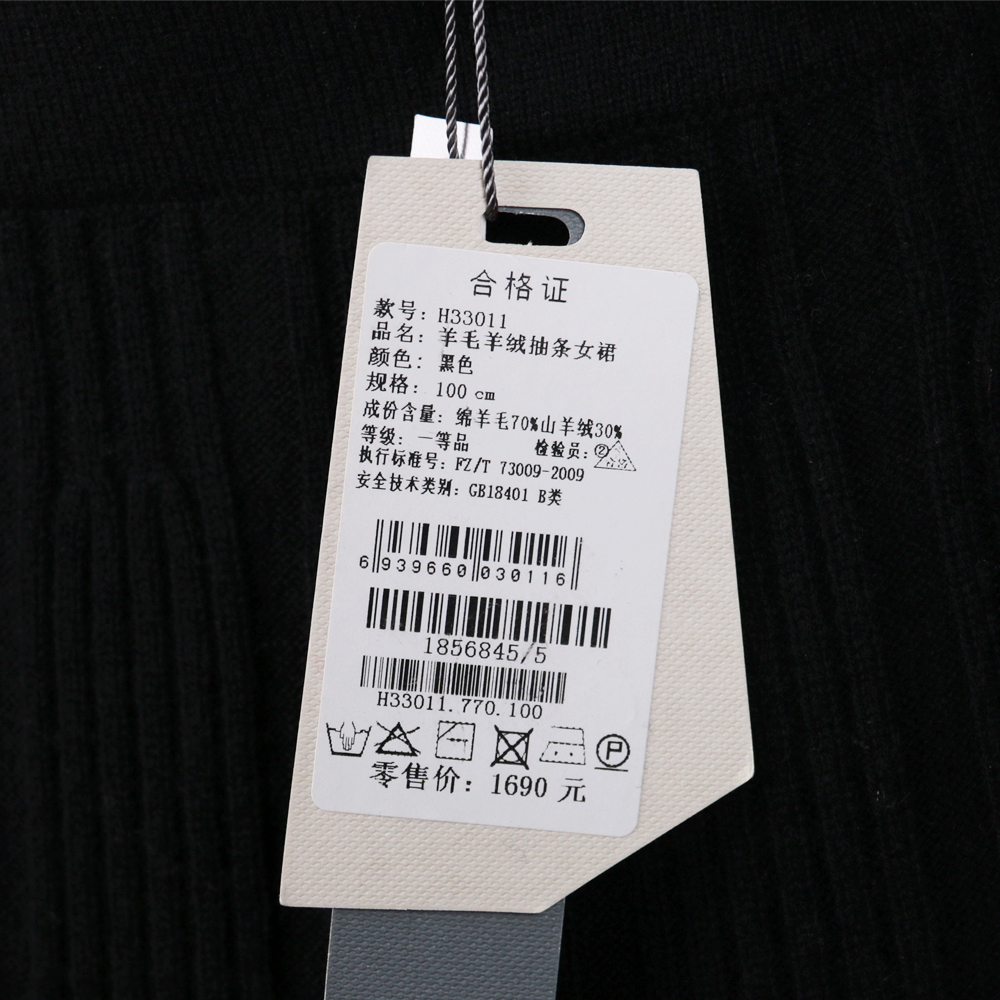 合格证
款号：H33011
品名：羊毛羊绒抽条女裙
颜色：黑色
规格：100 cm
成份含量：绵羊毛70%山羊绒30%
等级：一等品 检验员：②
执行标准号：FZ/T 73009-2009
安全技术类别：GB18401 B类
6 939660 030116
1856845/5
H33011.770.100
P
零售价：1690 元